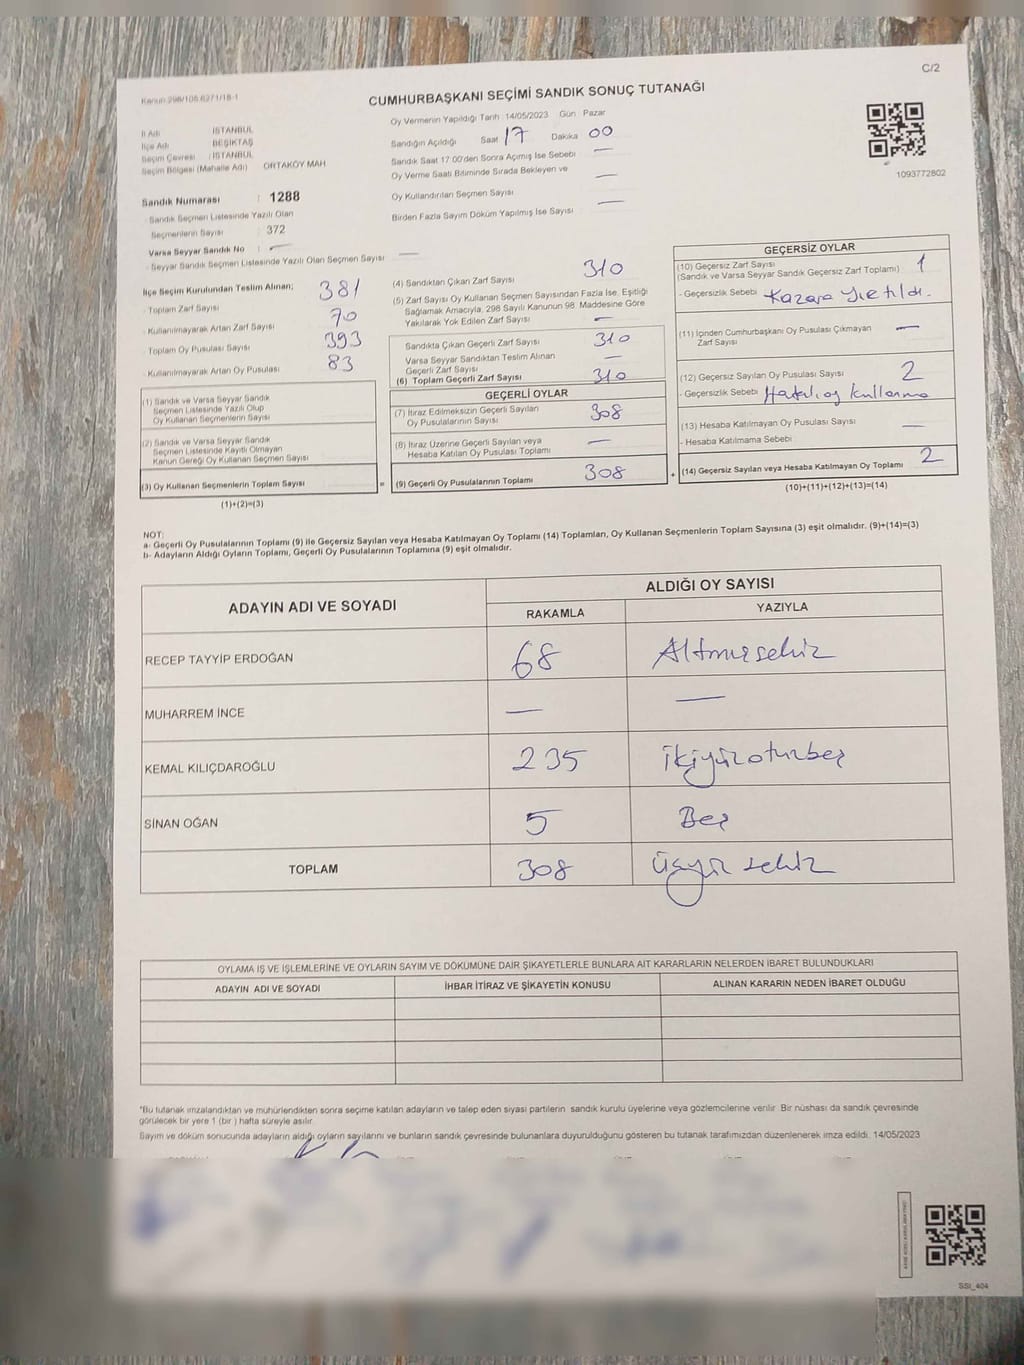 C/2
Kanun 298/105 6271/18-1
CUMHURBAŞKANI SEÇİMİ SANDIK SONUÇ TUTANAĞI
İl Adı İSTANBUL
İlçe Adı BEŞİKTAŞ
Seçim Çevresi : İSTANBUL
Seçim Bölgesi (Mahalle Adı) ORTAKÖY MAH
Oy Vermenin Yapıldığı Tarih 14/05/2023 Gün Pazar
Sandığın Açıldığı Saat 17 Dakika 00
Sandık Saat 17:00'den Sonra Açımış İse Sebebi —
Oy Verme Saati Bitiminde Sırada Bekleyen ve —
Oy Kullandırılan Seçmen Sayısı
Birden Fazla Sayım Döküm Yapılmış İse Sayısı —
1093772802
Sandık Numarası : 1288
Sandık Seçmen Listesinde Yazılı Olan
Seçmenlerin Sayısı 372
Varsa Seyyar Sandık No : —
- Seyyar Sandık Seçmen Listesinde Yazılı Olan Seçmen Sayısı —
İlçe Seçim Kurulundan Teslim Alınan;
- Toplam Zarf Sayısı 381
- Kullanılmayarak Artan Zarf Sayısı 70
Toplam Oy Pusulası Sayısı 393
- Kullanılmayarak Artan Oy Pusulası 83
(1) Sandık ve Varsa Seyyar Sandık
Seçmen Listesinde Yazılı Olup
Oy Kullanan Seçmenlerin Sayısı
(2) Sandık ve Varsa Seyyar Sandık
Seçmen Listesinde Kayıtlı Olmayan
Kanun Gereği Oy Kullanan Seçmen Sayısı
(3) Oy Kullanan Seçmenlerin Toplam Sayısı =
(1)+(2)=(3)
(4) Sandıktan Çıkan Zarf Sayısı 310
(5) Zarf Sayısı Oy Kullanan Seçmen Sayısından Fazla İse, Eşitliği
Sağlamak Amacıyla, 298 Sayılı Kanunun 98. Maddesine Göre
Yakılarak Yok Edilen Zarf Sayısı —
Sandıkta Çıkan Geçerli Zarf Sayısı 310
Varsa Seyyar Sandıktan Teslim Alınan
Geçerli Zarf Sayısı —
(6) Toplam Geçerli Zarf Sayısı 310
GEÇERLİ OYLAR
(7) İtiraz Edilmeksizin Geçerli Sayılan
Oy Pusulalarının Sayısı 308
(8) İtiraz Üzerine Geçerli Sayılan veya
Hesaba Katılan Oy Pusulası Toplamı —
(9) Geçerli Oy Pusulalarının Toplamı 308 +
GEÇERSİZ OYLAR
(10) Geçersiz Zarf Sayısı 1
(Sandık ve Varsa Seyyar Sandık Geçersiz Zarf Toplamı)
- Geçersizlik Sebebi Kazara yırtıldı.
(11) İçinden Cumhurbaşkanı Oy Pusulası Çıkmayan
Zarf Sayısı —
(12) Geçersiz Sayılan Oy Pusulası Sayısı 2
- Geçersizlik Sebebi Hatalı oy kullanma
(13) Hesaba Katılmayan Oy Pusulası Sayısı —
- Hesaba Katılmama Sebebi
(14) Geçersiz Sayılan veya Hesaba Katılmayan Oy Toplamı 2
(10)+(11)+(12)+(13)=(14)
NOT:
a- Geçerli Oy Pusulalarının Toplamı (9) ile Geçersiz Sayılan veya Hesaba Katılmayan Oy Toplamı (14) Toplamları, Oy Kullanan Seçmenlerin Toplam Sayısına (3) eşit olmalıdır. (9)+(14)=(3)
b- Adayların Aldığı Oyların Toplamı, Geçerli Oy Pusulalarının Toplamına (9) eşit olmalıdır.
ADAYIN ADI VE SOYADI ALDIĞI OY SAYISI
RAKAMLA YAZIYLA
RECEP TAYYİP ERDOĞAN 68 Altmışsekiz
MUHARREM İNCE — —
KEMAL KILIÇDAROĞLU 235 ikiyüzotuzbeş
SİNAN OĞAN 5 Beş
TOPLAM 308 üçyüz sekiz
OYLAMA İŞ VE İŞLEMLERİNE VE OYLARIN SAYIM VE DÖKÜMÜNE DAİR ŞİKAYETLERLE BUNLARA AİT KARARLARIN NELERDEN İBARET BULUNDUKLARI
ADAYIN ADI VE SOYADI İHBAR İTİRAZ VE ŞİKAYETİN KONUSU ALINAN KARARIN NEDEN İBARET OLDUĞU
*Bu tutanak imzalandıktan ve mühürlendikten sonra seçime katılan adayların ve talep eden siyasi partilerin sandık kurulu üyelerine veya gözlemcilerine verilir. Bir nüshası da sandık çevresinde
görülecek bir yere 1 (bir) hafta süreyle asılır.
Sayım ve döküm sonucunda adayların aldığı oyların sayılarını ve bunların sandık çevresinde bulunanlara duyurulduğunu gösteren bu tutanak tarafımızdan düzenlenerek imza edildi. 14/05/2023
SSI_404